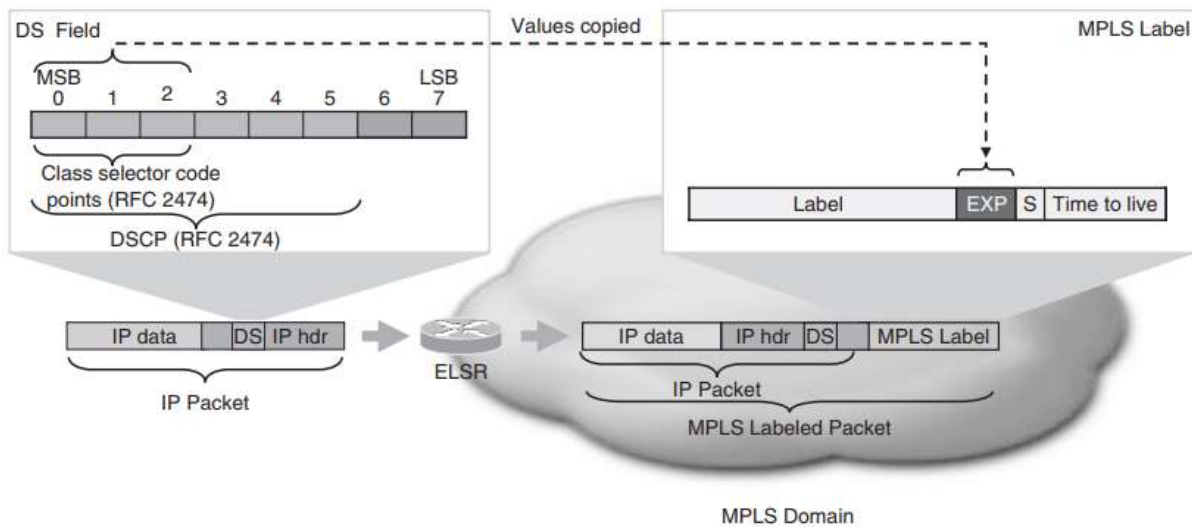 DS Field
MSB
LSB
0 1 2 3 4 5 6 7
Class selector code
points (RFC 2474)
DSCP (RFC 2474)
Values copied
MPLS Label
Label EXP S Time to live
IP data DS IP hdr
IP Packet
ELSR
IP data IP hdr DS MPLS Label
IP Packet
MPLS Labeled Packet
MPLS Domain